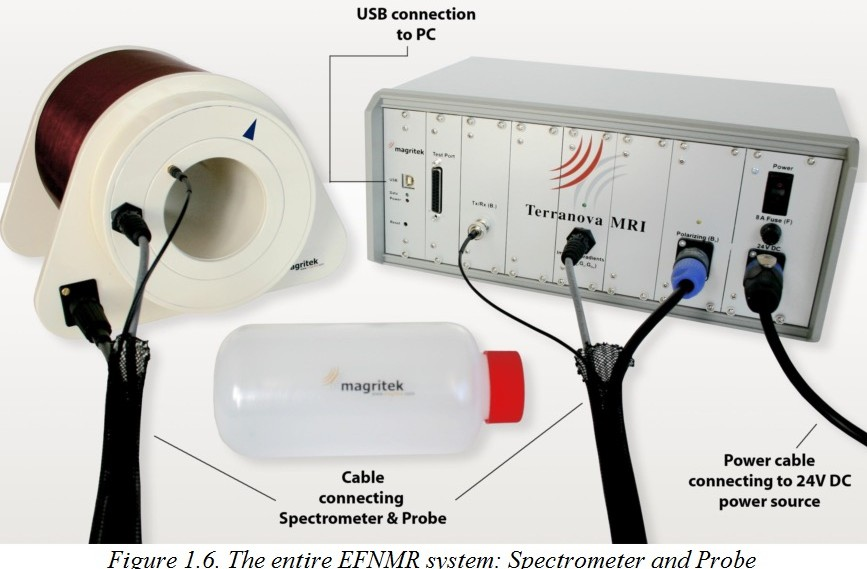 USB connection
to PC
magritek
Test Port
USB
Data
Power
Reset
Tx/Rx (B₁)
Terranova MRI
Polarizing (Bₚ)
Power
8A Fuse (F)
24V DC
magritek
Cable
connecting
Spectrometer & Probe
Power cable
connecting to 24V DC
power source
Figure 1.6. The entire EFNMR system: Spectrometer and Probe